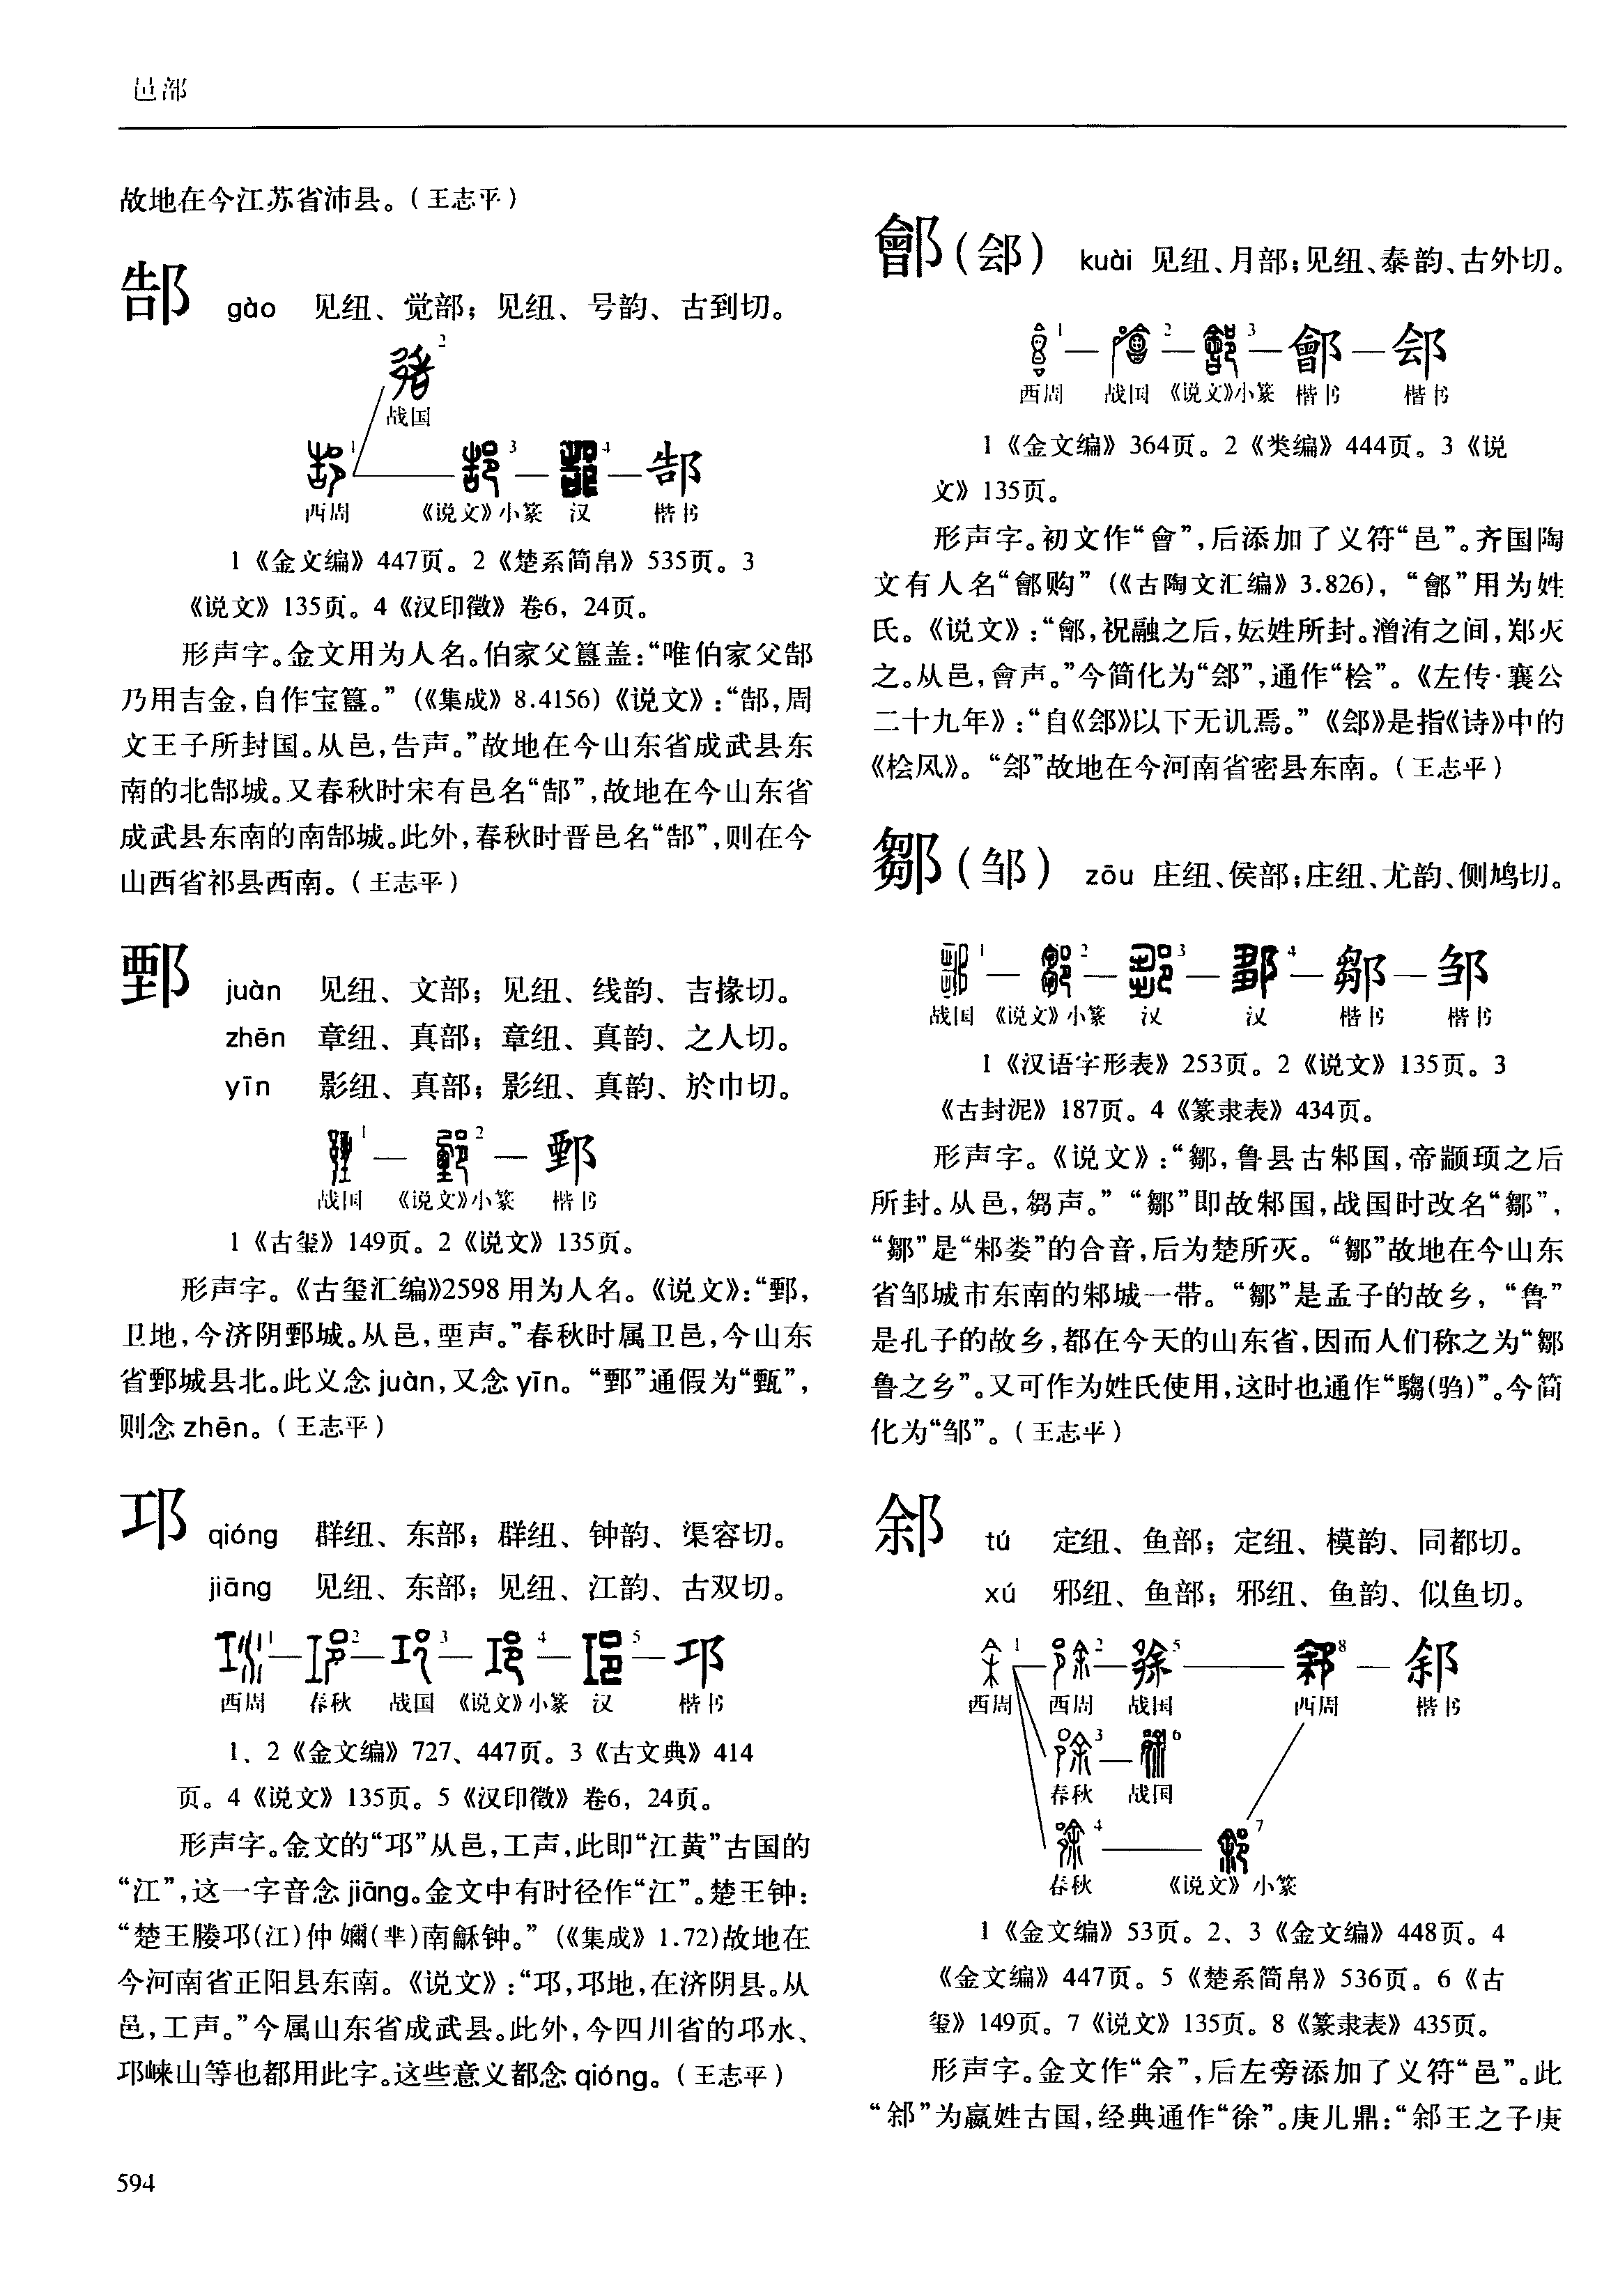 邑部
故地在今江苏省沛县。（王志平）
郜 gào 见纽、觉部；见纽、号韵、古到切。
2
战国
1 3 4 郜
西周 《说文》小篆 汉 楷书
1《金文编》447页。2《楚系简帛》535页。3
《说文》135页。4《汉印徵》卷6，24页。
形声字。金文用为人名。伯家父簋盖：“唯伯家父郜
乃用吉金，自作宝簋。”(《集成》8.4156)《说文》：“郜，周
文王子所封国。从邑，告声。”故地在今山东省成武县东
南的北郜城。又春秋时宋有邑名“郜”，故地在今山东省
成武县东南的南郜城。此外，春秋时晋邑名“郜”，则在今
山西省祁县西南。（王志平）
鄄 juàn 见纽、文部；见纽、线韵、吉掾切。
zhēn 章纽、真部；章纽、真韵、之人切。
yīn 影纽、真部；影纽、真韵、於巾切。
1 2 鄄
战国 《说文》小篆 楷书
1《古玺》149页。2《说文》135页。
形声字。《古玺汇编》2598用为人名。《说文》：“鄄，
卫地，今济阴鄄城。从邑，垔声。”春秋时属卫邑，今山东
省鄄城县北。此义念juàn，又念yīn。“鄄”通假为“甄”，
则念zhēn。（王志平）
邛 qióng 群纽、东部；群纽、钟韵、渠容切。
jiāng 见纽、东部；见纽、江韵、古双切。
1 2 3 4 5 邛
西周 春秋 战国 《说文》小篆 汉 楷书
1、2《金文编》727、447页。3《古文典》414
页。4《说文》135页。5《汉印徵》卷6，24页。
形声字。金文的“邛”从邑，工声，此即“江黄”古国的
“江”，这一字音念jiāng。金文中有时径作“江”。楚王钟：
“楚王媵邛(江)仲嬭(芈)南龢钟。”(《集成》1.72)故地在
今河南省正阳县东南。《说文》：“邛，邛地，在济阴县。从
邑，工声。”今属山东省成武县。此外，今四川省的邛水、
邛崃山等也都用此字。这些意义都念qióng。（王志平）
594
鄶（郐） kuài 见纽、月部；见纽、泰韵、古外切。
1 2 3 鄶 郐
西周 战国 《说文》小篆 楷书 楷书
1《金文编》364页。2《类编》444页。3《说
文》135页。
形声字。初文作“會”，后添加了义符“邑”。齐国陶
文有人名“鄶购”(《古陶文汇编》3.826)，“鄶”用为姓
氏。《说文》：“鄶，祝融之后，妘姓所封。潧洧之间，郑灭
之。从邑，會声。”今简化为“郐”，通作“桧”。《左传·襄公
二十九年》：“自《郐》以下无讥焉。”《郐》是指《诗》中的
《桧风》。“郐”故地在今河南省密县东南。（王志平）
鄒（邹） zōu 庄纽、侯部；庄纽、尤韵、侧鸠切。
1 2 3 4 鄒 邹
战国 《说文》小篆 汉 汉 楷书 楷书
1《汉语字形表》253页。2《说文》135页。3
《古封泥》187页。4《篆隶表》434页。
形声字。《说文》：“鄒，鲁县古邾国，帝颛顼之后
所封。从邑，芻声。”“鄒”即故邾国，战国时改名“鄒”，
“鄒”是“邾娄”的合音，后为楚所灭。“鄒”故地在今山东
省邹城市东南的邾城一带。“鄒”是孟子的故乡，“鲁”
是孔子的故乡，都在今天的山东省，因而人们称之为“鄒
鲁之乡”。又可作为姓氏使用，这时也通作“騶(驺)”。今简
化为“邹”。（王志平）
䣄 tú 定纽、鱼部；定纽、模韵、同都切。
xú 邪纽、鱼部；邪纽、鱼韵、似鱼切。
1 2 5 8 䣄
西周 西周 战国 西周 楷书
3 6
春秋 战国
4 7
春秋 《说文》小篆
1《金文编》53页。2、3《金文编》448页。4
《金文编》447页。5《楚系简帛》536页。6《古
玺》149页。7《说文》135页。8《篆隶表》435页。
形声字。金文作“余”，后左旁添加了义符“邑”。此
“䣄”为嬴姓古国，经典通作“徐”。庚儿鼎：“䣄王之子庚